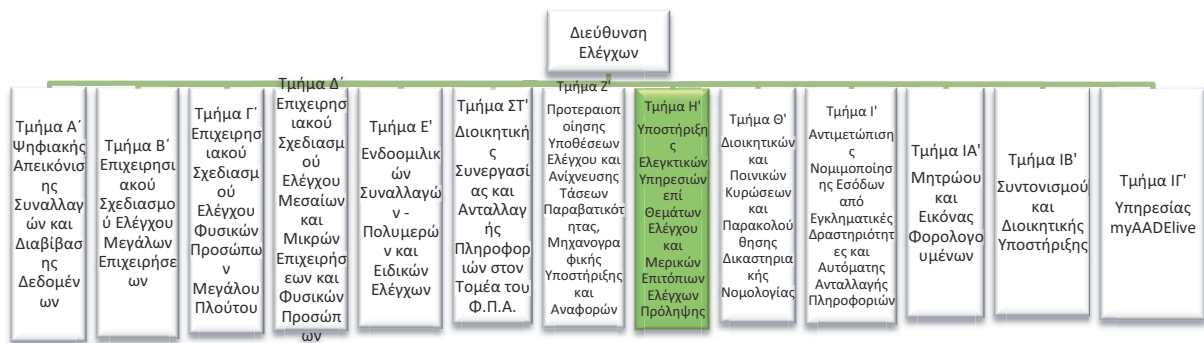 Διεύθυνση
Ελέγχων
Τμήμα Α΄
Ψηφιακής
Απεικόνισ
ης
Συναλλαγ
ών και
Διαβίβασ
ης
Δεδομέν
ων
Τμήμα Β΄
Επιχειρησι
ακού
Σχεδιασμο
ύ Ελέγχου
Μεγάλων
Επιχειρήσε
ων
Τμήμα Γ΄
Επιχειρησ
ιακού
Σχεδιασμ
ού
Ελέγχου
Φυσικών
Προσώπω
ν
Μεγάλου
Πλούτου
Τμήμα Δ΄
Επιχειρησ
ιακού
Σχεδιασμ
ού
Ελέγχου
Μεσαίων
και
Μικρών
Επιχειρή
σεων και
Φυσικών
Προσώπ
ων
Τμήμα Ε'
Ενδοομιλικ
ών
Συναλλαγώ
ν -
Πολυμερών
και
Ειδικών
Ελέγχων
Τμήμα ΣΤ'
Διοικητική
ς
Συνεργασί
ας και
Ανταλλαγ
ής
Πληροφορ
ιών στον
Τομέα του
Φ.Π.Α.
Τμήμα Ζ'
Προτεραιοπ
οίησης
Υποθέσεων
Ελέγχου και
Ανίχνευσης
Τάσεων
Παραβατικότ
ητας,
Μηχανογρα
φικής
Υποστήριξης
και
Αναφορών
Τμήμα Η'
Υποστήριξη
ς
Ελεγκτικών
Υπηρεσιών
επί
Θεμάτων
Ελέγχου
και
Μερικών
Επιτόπιων
Ελέγχων
Πρόληψης
Τμήμα Θ'
Διοικητικών
και
Ποινικών
Κυρώσεων
και
Παρακολού
θησης
Δικαστηρια
κής
Νομολογίας
Τμήμα Ι'
Αντιμετώπιση
ς
Νομιμοποίησ
ης Εσόδων
από
Εγκληματικές
Δραστηριότητ
ες και
Αυτόματης
Ανταλλαγής
Πληροφοριών
Τμήμα ΙΑ'
Μητρώου
και
Εικόνας
Φορολογο
υμένων
Τμήμα ΙΒ'
Συντονισμού
και
Διοικητικής
Υποστήριξης
Τμήμα ΙΓ'
Υπηρεσίας
myAADElive